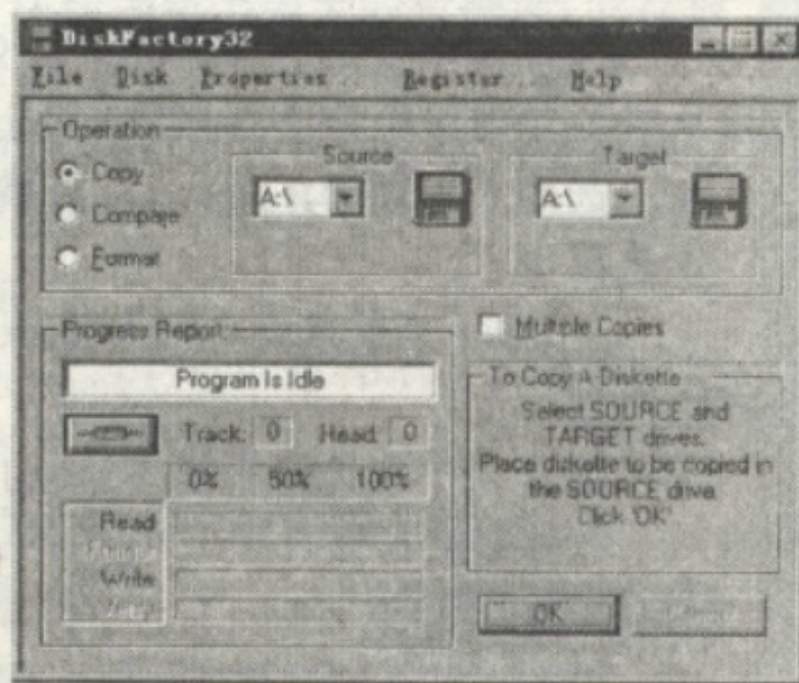 DiskFactory32
File Disk Properties... Register... Help
Operation
Copy
Compare
Format
Source
A:\
Target
A:\
Progress Report
Program Is Idle
Track: 0 Head: 0
0% 50% 100%
Read
Write
Multiple Copies
To Copy A Diskette
Select SOURCE and
TARGET drives.
Place diskette to be copied in
the SOURCE drive.
Click 'OK'
OK